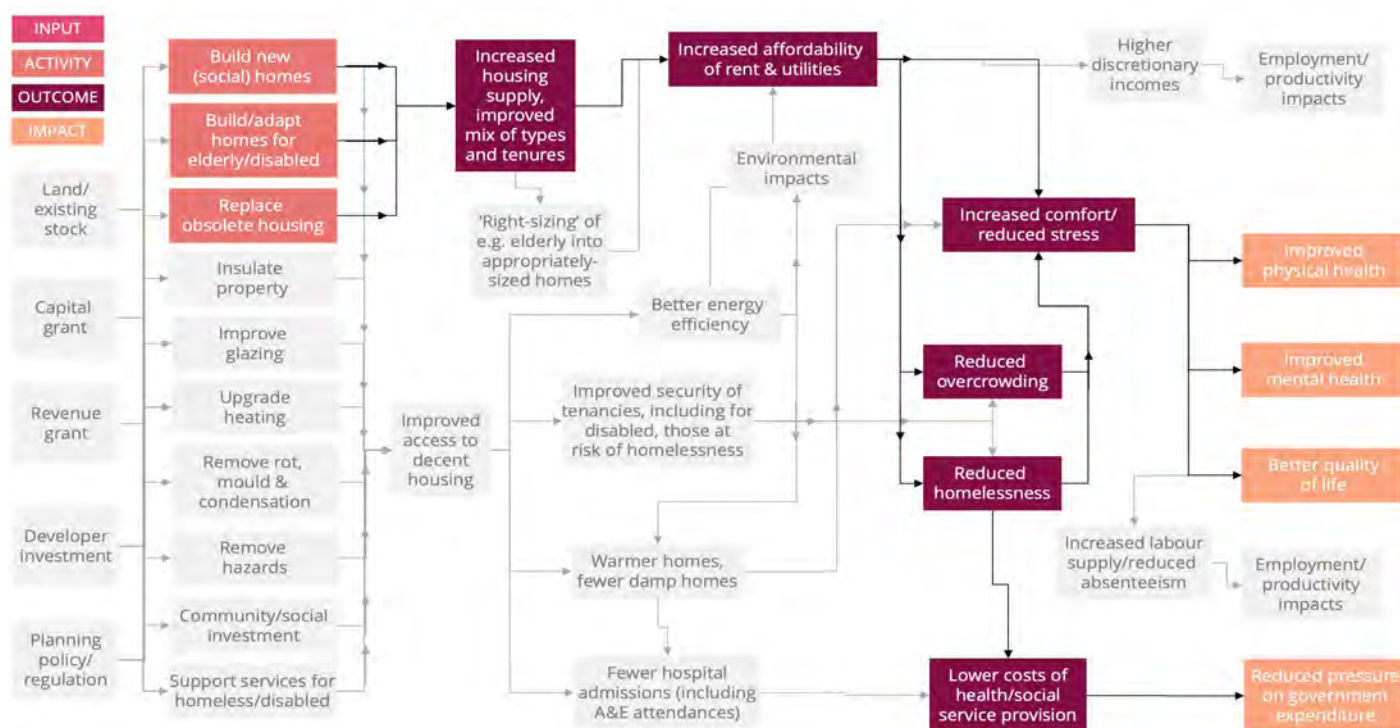 INPUT
ACTIVITY
OUTCOME
IMPACT
Land/
existing
stock
Capital
grant
Revenue
grant
Developer
investment
Planning
policy/
regulation
Build new
(social) homes
Build/adapt
homes for
elderly/disabled
Replace
obsolete housing
Insulate
property
Improve
glazing
Upgrade
heating
Remove rot,
mould &
condensation
Remove
hazards
Community/social
investment
Support services for
homeless/disabled
Improved
access to
decent
housing
Increased
housing
supply,
improved
mix of types
and tenures
'Right-sizing' of
e.g. elderly into
appropriately-
sized homes
Increased affordability
of rent & utilities
Environmental
impacts
Better energy
efficiency
Improved security of
tenancies, including for
disabled, those at
risk of homelessness
Warmer homes,
fewer damp homes
Fewer hospital
admissions (including
A&E attendances)
Higher
discretionary
incomes
Employment/
productivity
impacts
Increased comfort/
reduced stress
Reduced
overcrowding
Reduced
homelessness
Lower costs of
health/social
service provision
Increased labour
supply/reduced
absenteeism
Improved
physical health
Improved
mental health
Better quality
of life
Employment/
productivity
impacts
Reduced pressure
on government
expenditure